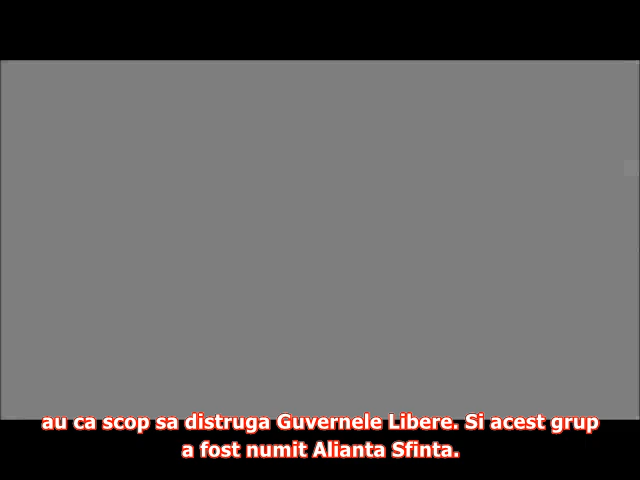 au ca scop sa distruga Guvernele Libere. Si acest grup
a fost numit Alianta Sfinta.